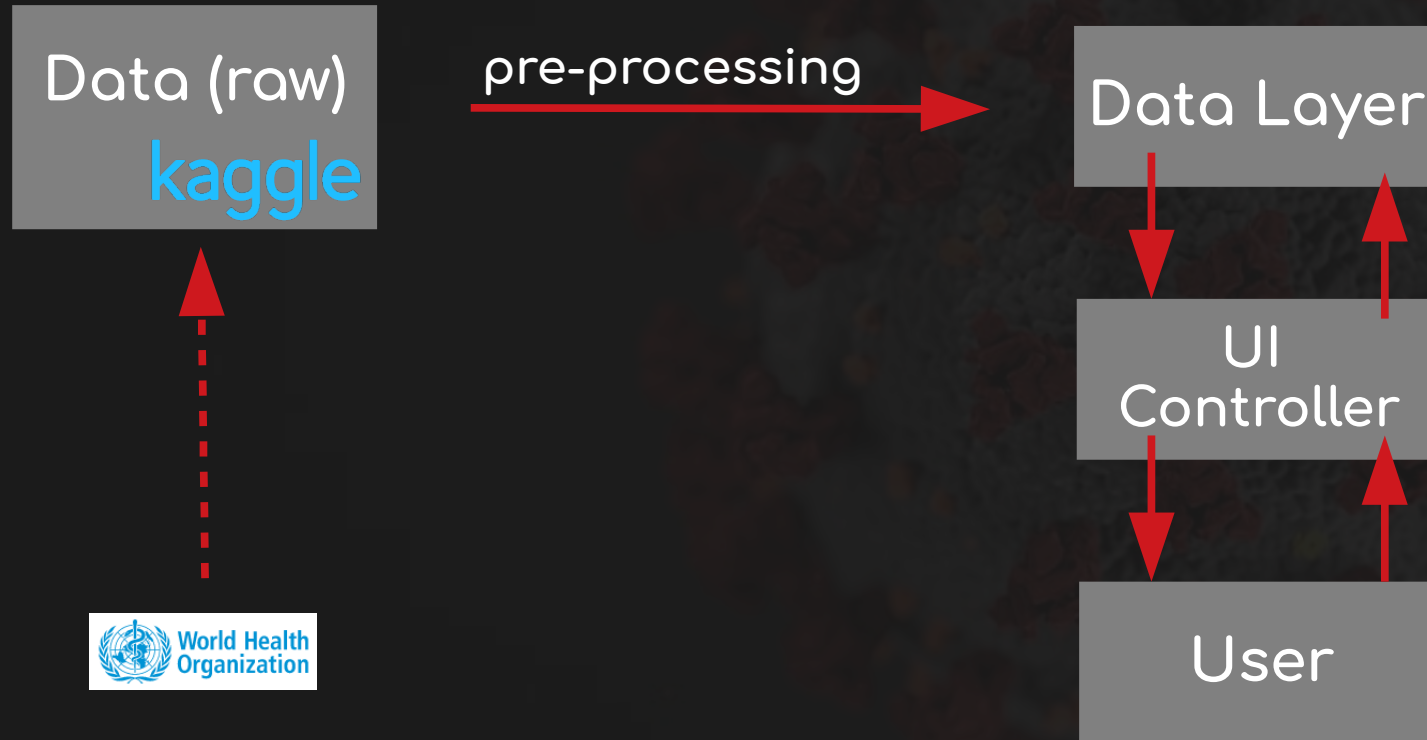 Data (raw)
kaggle
pre-processing
Data Layer
UI
Controller
User
World Health
Organization